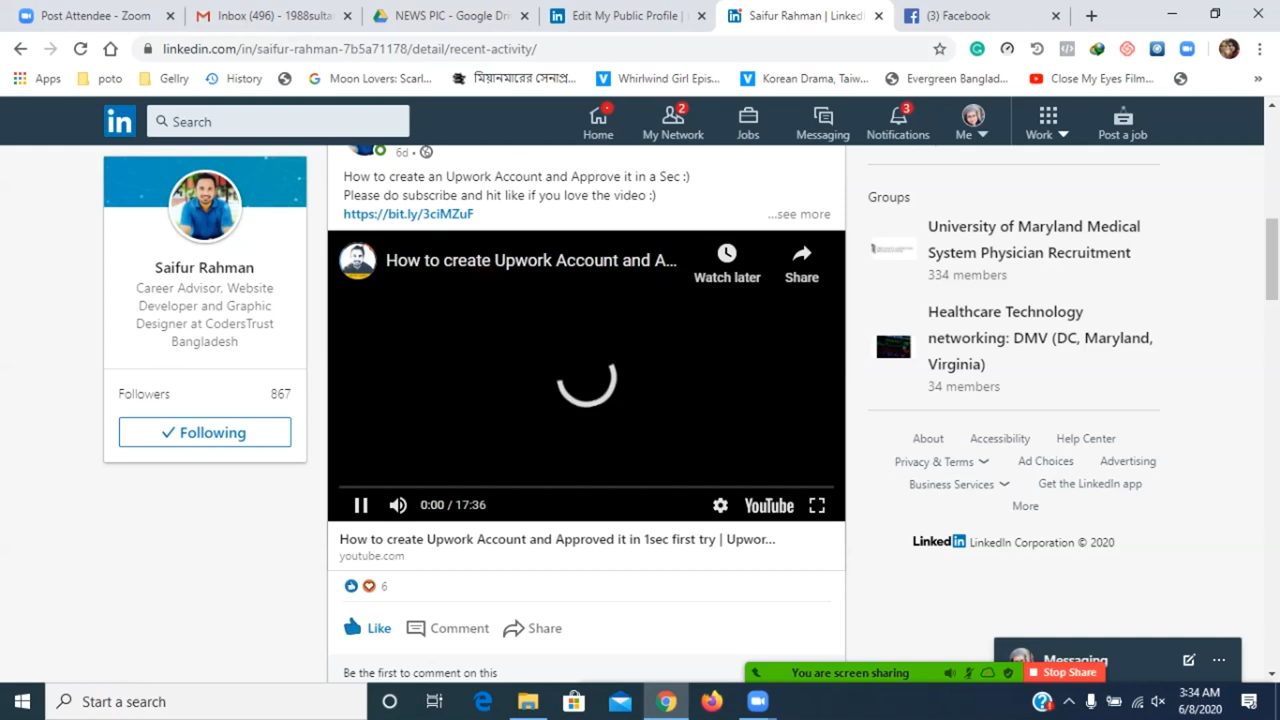 Post Attendee - Zoom
Inbox (496) - 1988sulta
NEWS PIC - Google Dri
Edit My Public Profile |
Saifur Rahman | Linked
(3) Facebook
linkedin.com/in/saifur-rahman-7b5a71178/detail/recent-activity/
Apps
poto
Gellry
History
Moon Lovers: Scarl...
মিয়ানমারের সেনাপ্র...
Whirlwind Girl Epis...
Korean Drama, Taiw...
Evergreen Banglad...
Close My Eyes Film...
»
in
Search
Home
2
My Network
Jobs
Messaging
3
Notifications
Me
Work
Post a job
Saifur Rahman
Career Advisor, Website
Developer and Graphic
Designer at CodersTrust
Bangladesh
Followers 867
Following
6d •
How to create an Upwork Account and Approve it in a Sec :)
Please do subscribe and hit like if you love the video :)
https://bit.ly/3ciMZuF
...see more
How to create Upwork Account and A...
Watch later
Share
0:00 / 17:36
YouTube
How to create Upwork Account and Approved it in 1sec first try | Upwor...
youtube.com
6
Like
Comment
Share
Be the first to comment on this
Groups
University of Maryland Medical
System Physician Recruitment
334 members
Healthcare Technology
networking: DMV (DC, Maryland,
Virginia)
34 members
About Accessibility Help Center
Privacy & Terms Ad Choices Advertising
Business Services Get the LinkedIn app
More
Linked in LinkedIn Corporation © 2020
Messaging
You are screen sharing
Stop Share
Start a search
3:34 AM
6/8/2020